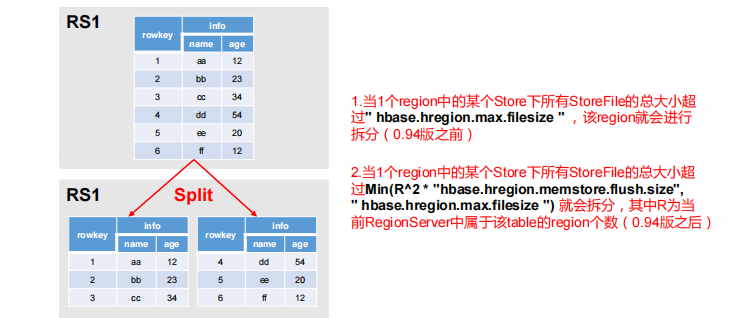 RS1
rowkey info
name age
1 aa 12
2 bb 23
3 cc 34
4 dd 54
5 ee 20
6 ff 12
RS1
Split
rowkey info
name age
1 aa 12
2 bb 23
3 cc 34
rowkey info
name age
4 dd 54
5 ee 20
6 ff 12
1.当1个region中的某个Store下所有StoreFile的总大小超
过" hbase.hregion.max.filesize "，该region就会进行
拆分（0.94版之前）
2.当1个region中的某个Store下所有StoreFile的总大小超
过Min(R^2 * "hbase.hregion.memstore.flush.size",
" hbase.hregion.max.filesize ") 就会拆分，其中R为当
前RegionServer中属于该table的region个数（0.94版之后）